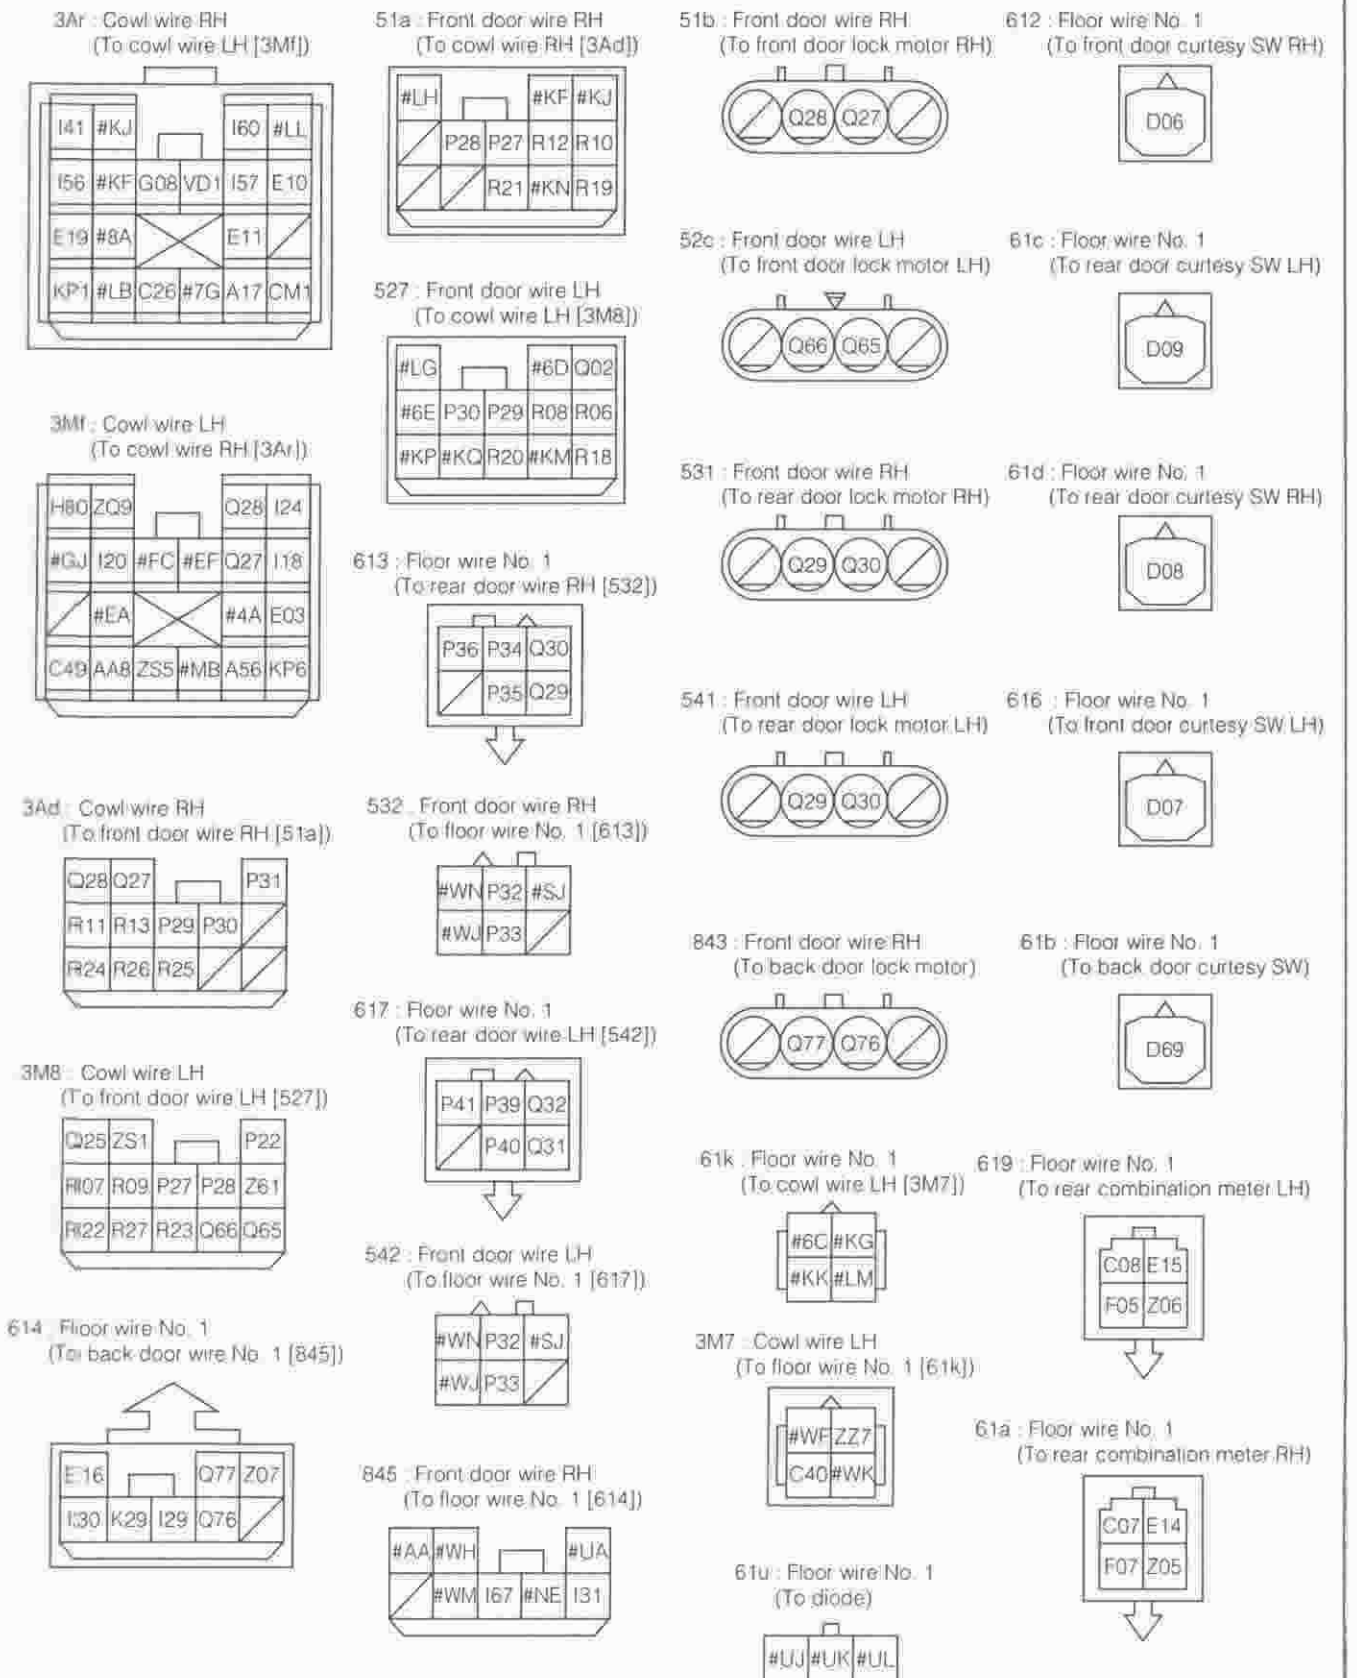 3Ar : Cowl wire RH
(To cowl wire LH [3Mf])
I41 #KJ I60 #LL
I56 #KF G08 VD1 I57 E10
E19 #8A E11
KP1 #LB C26 #7G A17 CM1
3Mf : Cowl wire LH
(To cowl wire RH [3Ar])
H80 ZQ9 Q28 I24
#GJ I20 #FC #EF Q27 I18
#EA #4A E03
C49 AA8 ZS5 #MB A56 KP6
3Ad : Cowl wire RH
(To front door wire RH [51a])
Q28 Q27 P31
R11 R13 P29 P30
R24 R26 R25
3M8 : Cowl wire LH
(To front door wire LH [527])
Q25 ZS1 P22
R07 R09 P27 P28 Z61
R22 R27 R23 Q66 Q65
614 : Floor wire No. 1
(To back door wire No. 1 [845])
E16 Q77 Z07
I30 K29 I29 Q76
51a : Front door wire RH
(To cowl wire RH [3Ad])
#LH #KF #KJ
P28 P27 R12 R10
R21 #KN R19
527 : Front door wire LH
(To cowl wire LH [3M8])
#LG #6D Q02
#6E P30 P29 R08 R06
#KP #KQ R20 #KM R18
613 : Floor wire No. 1
(To rear door wire RH [532])
P36 P34 Q30
P35 Q29
532 : Front door wire RH
(To floor wire No. 1 [613])
#WN P32 #SJ
#WJ P33
617 : Floor wire No. 1
(To rear door wire LH [542])
P41 P39 Q32
P40 Q31
542 : Front door wire LH
(To floor wire No. 1 [617])
#WN P32 #SJ
#WJ P33
845 : Front door wire RH
(To floor wire No. 1 [614])
#AA #WH #UA
#WM I67 #NE I31
51b : Front door wire RH
(To front door lock motor RH)
Q28 Q27
52c : Front door wire LH
(To front door lock motor LH)
Q66 Q65
531 : Front door wire RH
(To rear door lock motor RH)
Q29 Q30
541 : Front door wire LH
(To rear door lock motor LH)
Q29 Q30
843 : Front door wire RH
(To back door lock motor)
Q77 Q76
61k : Floor wire No. 1
(To cowl wire LH [3M7])
#6C #KG
#KK #LM
3M7 : Cowl wire LH
(To floor wire No. 1 [61k])
#WF ZZ7
C40 #WK
61u : Floor wire No. 1
(To diode)
#UJ #UK #UL
612 : Floor wire No. 1
(To front door curtesy SW RH)
D06
61c : Floor wire No. 1
(To rear door curtesy SW LH)
D09
61d : Floor wire No. 1
(To rear door curtesy SW RH)
D08
616 : Floor wire No. 1
(To front door curtesy SW LH)
D07
61b : Floor wire No. 1
(To back door curtesy SW)
D69
619 : Floor wire No. 1
(To rear combination meter LH)
C08 E15
F05 Z06
61a : Floor wire No. 1
(To rear combination meter RH)
C07 E14
F07 Z05